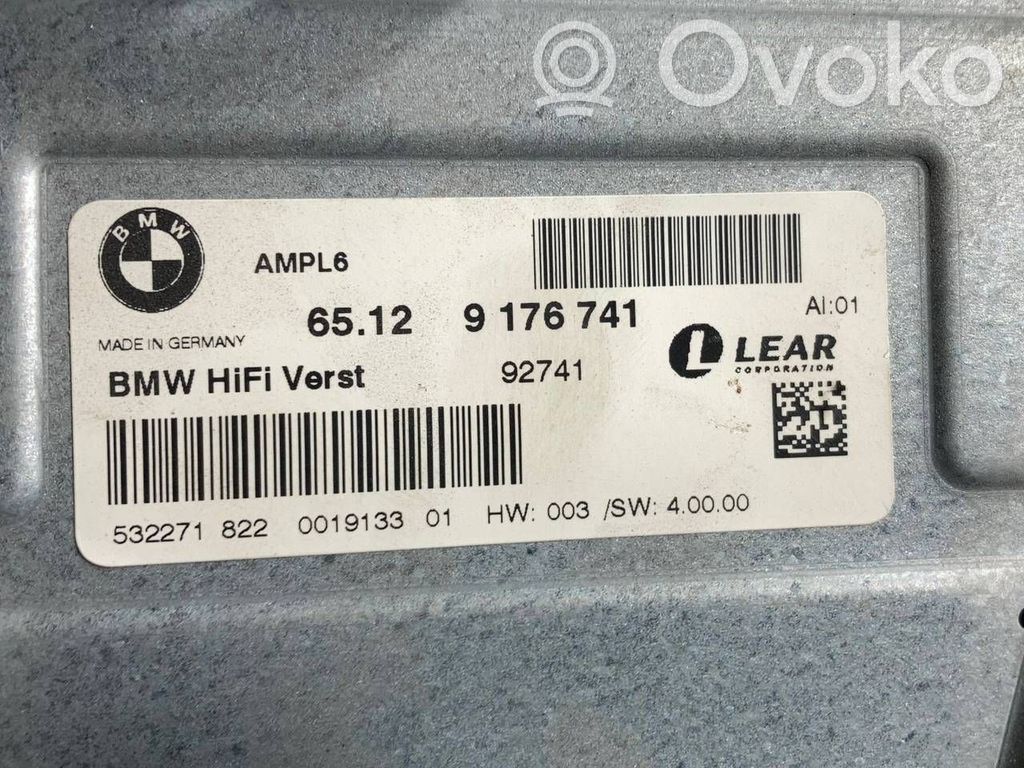 Ovoko
BMW
AMPL6
65.12 9 176 741
AI:01
MADE IN GERMANY
LEAR
CORPORATION
BMW HiFi Verst 92741
532271 822 0019133 01 HW: 003 /SW: 4.00.00